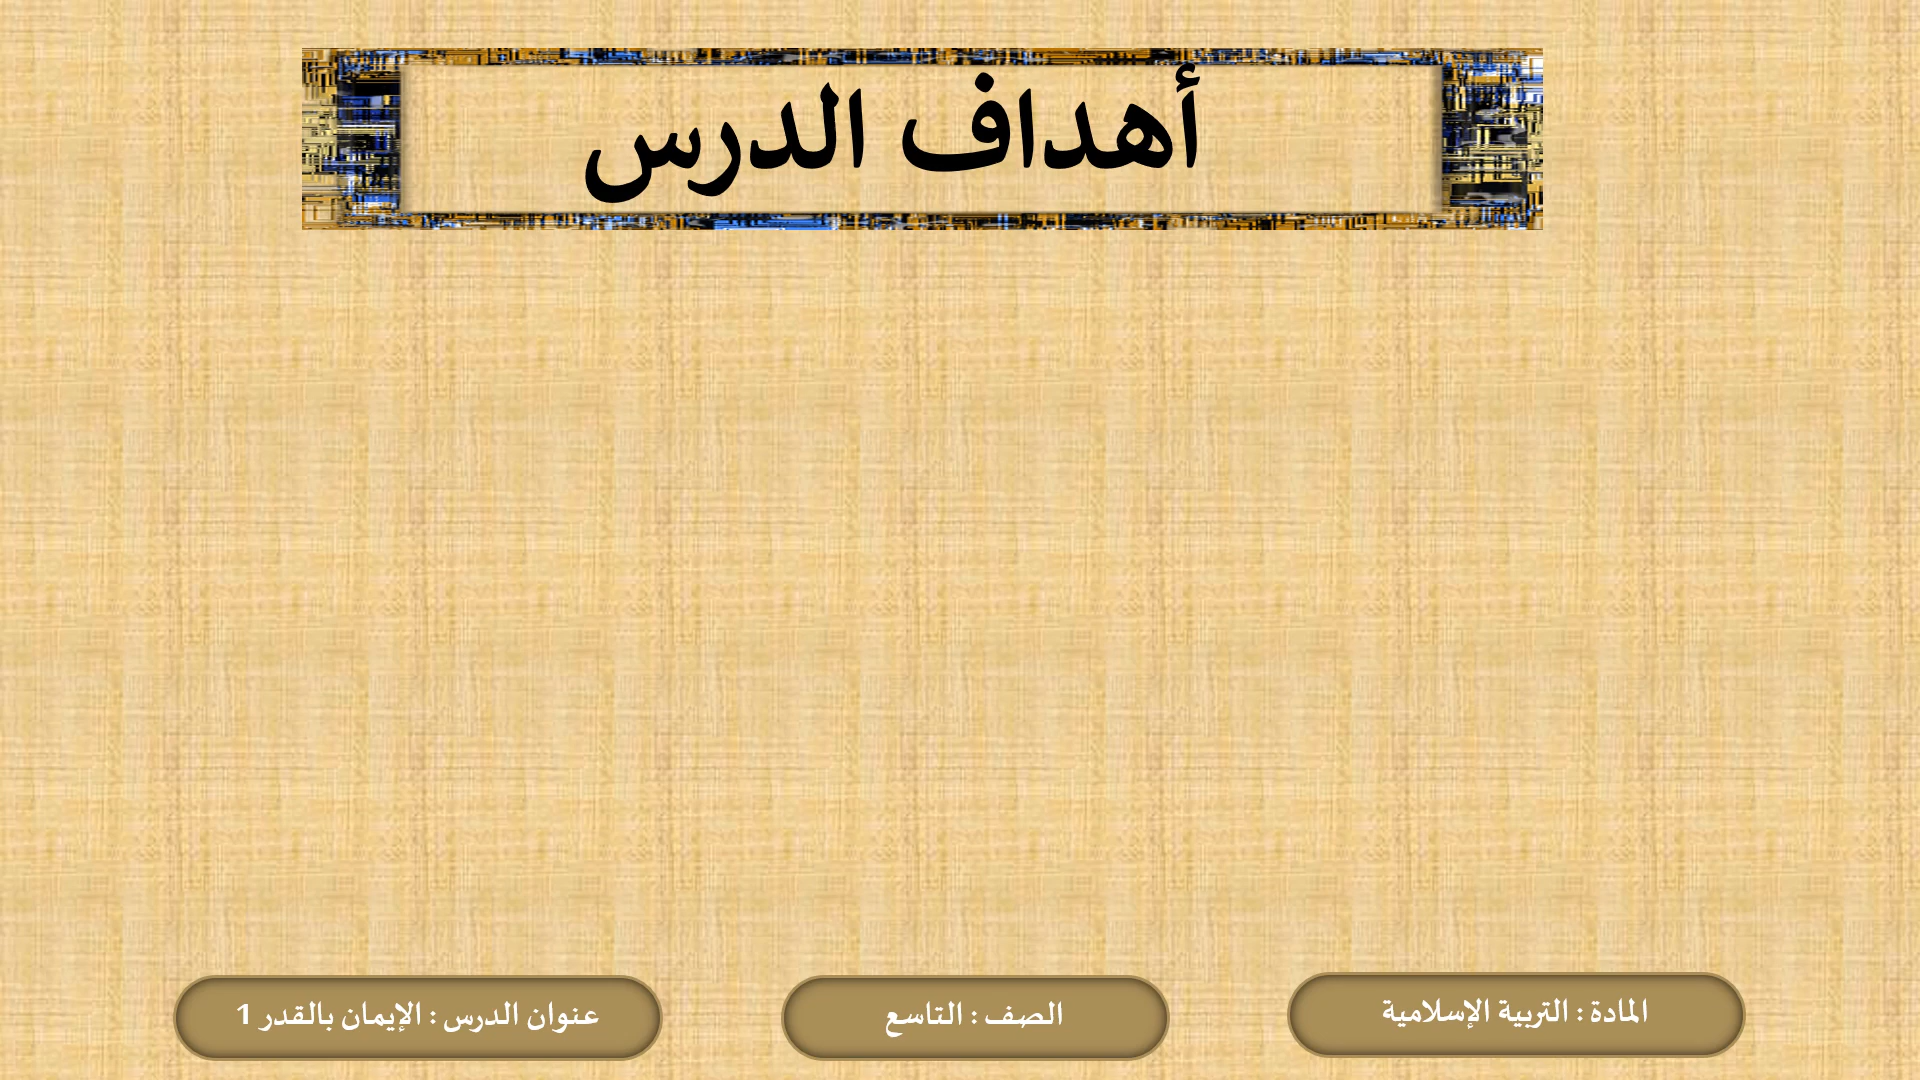 أهداف الدرس
المادة : التربية الإسلامية
الصف : التاسع
عنوان الدرس : الإيمان بالقدر 1